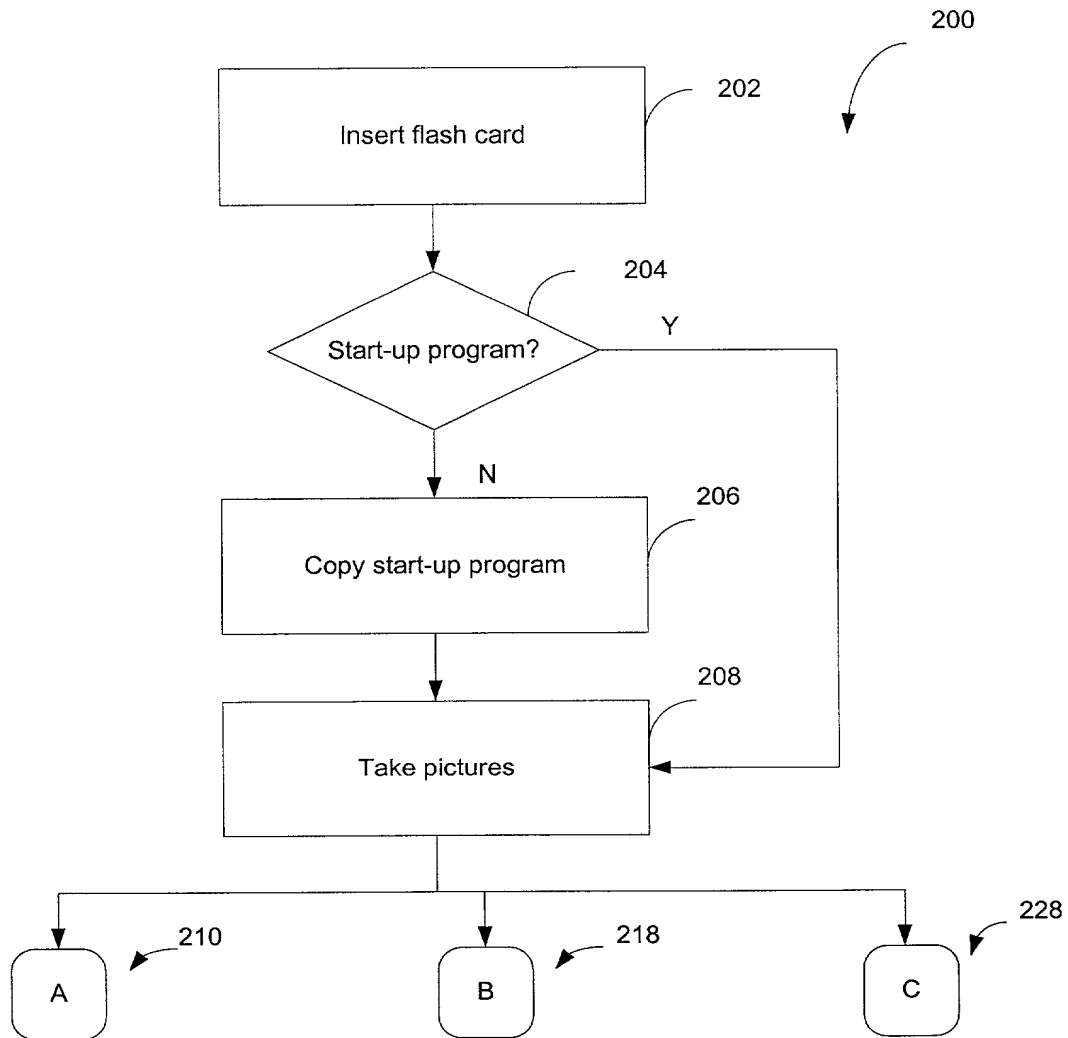 200
202
Insert flash card
204
Y
Start-up program?
N
206
Copy start-up program
208
Take pictures
210
218
228
A
B
C